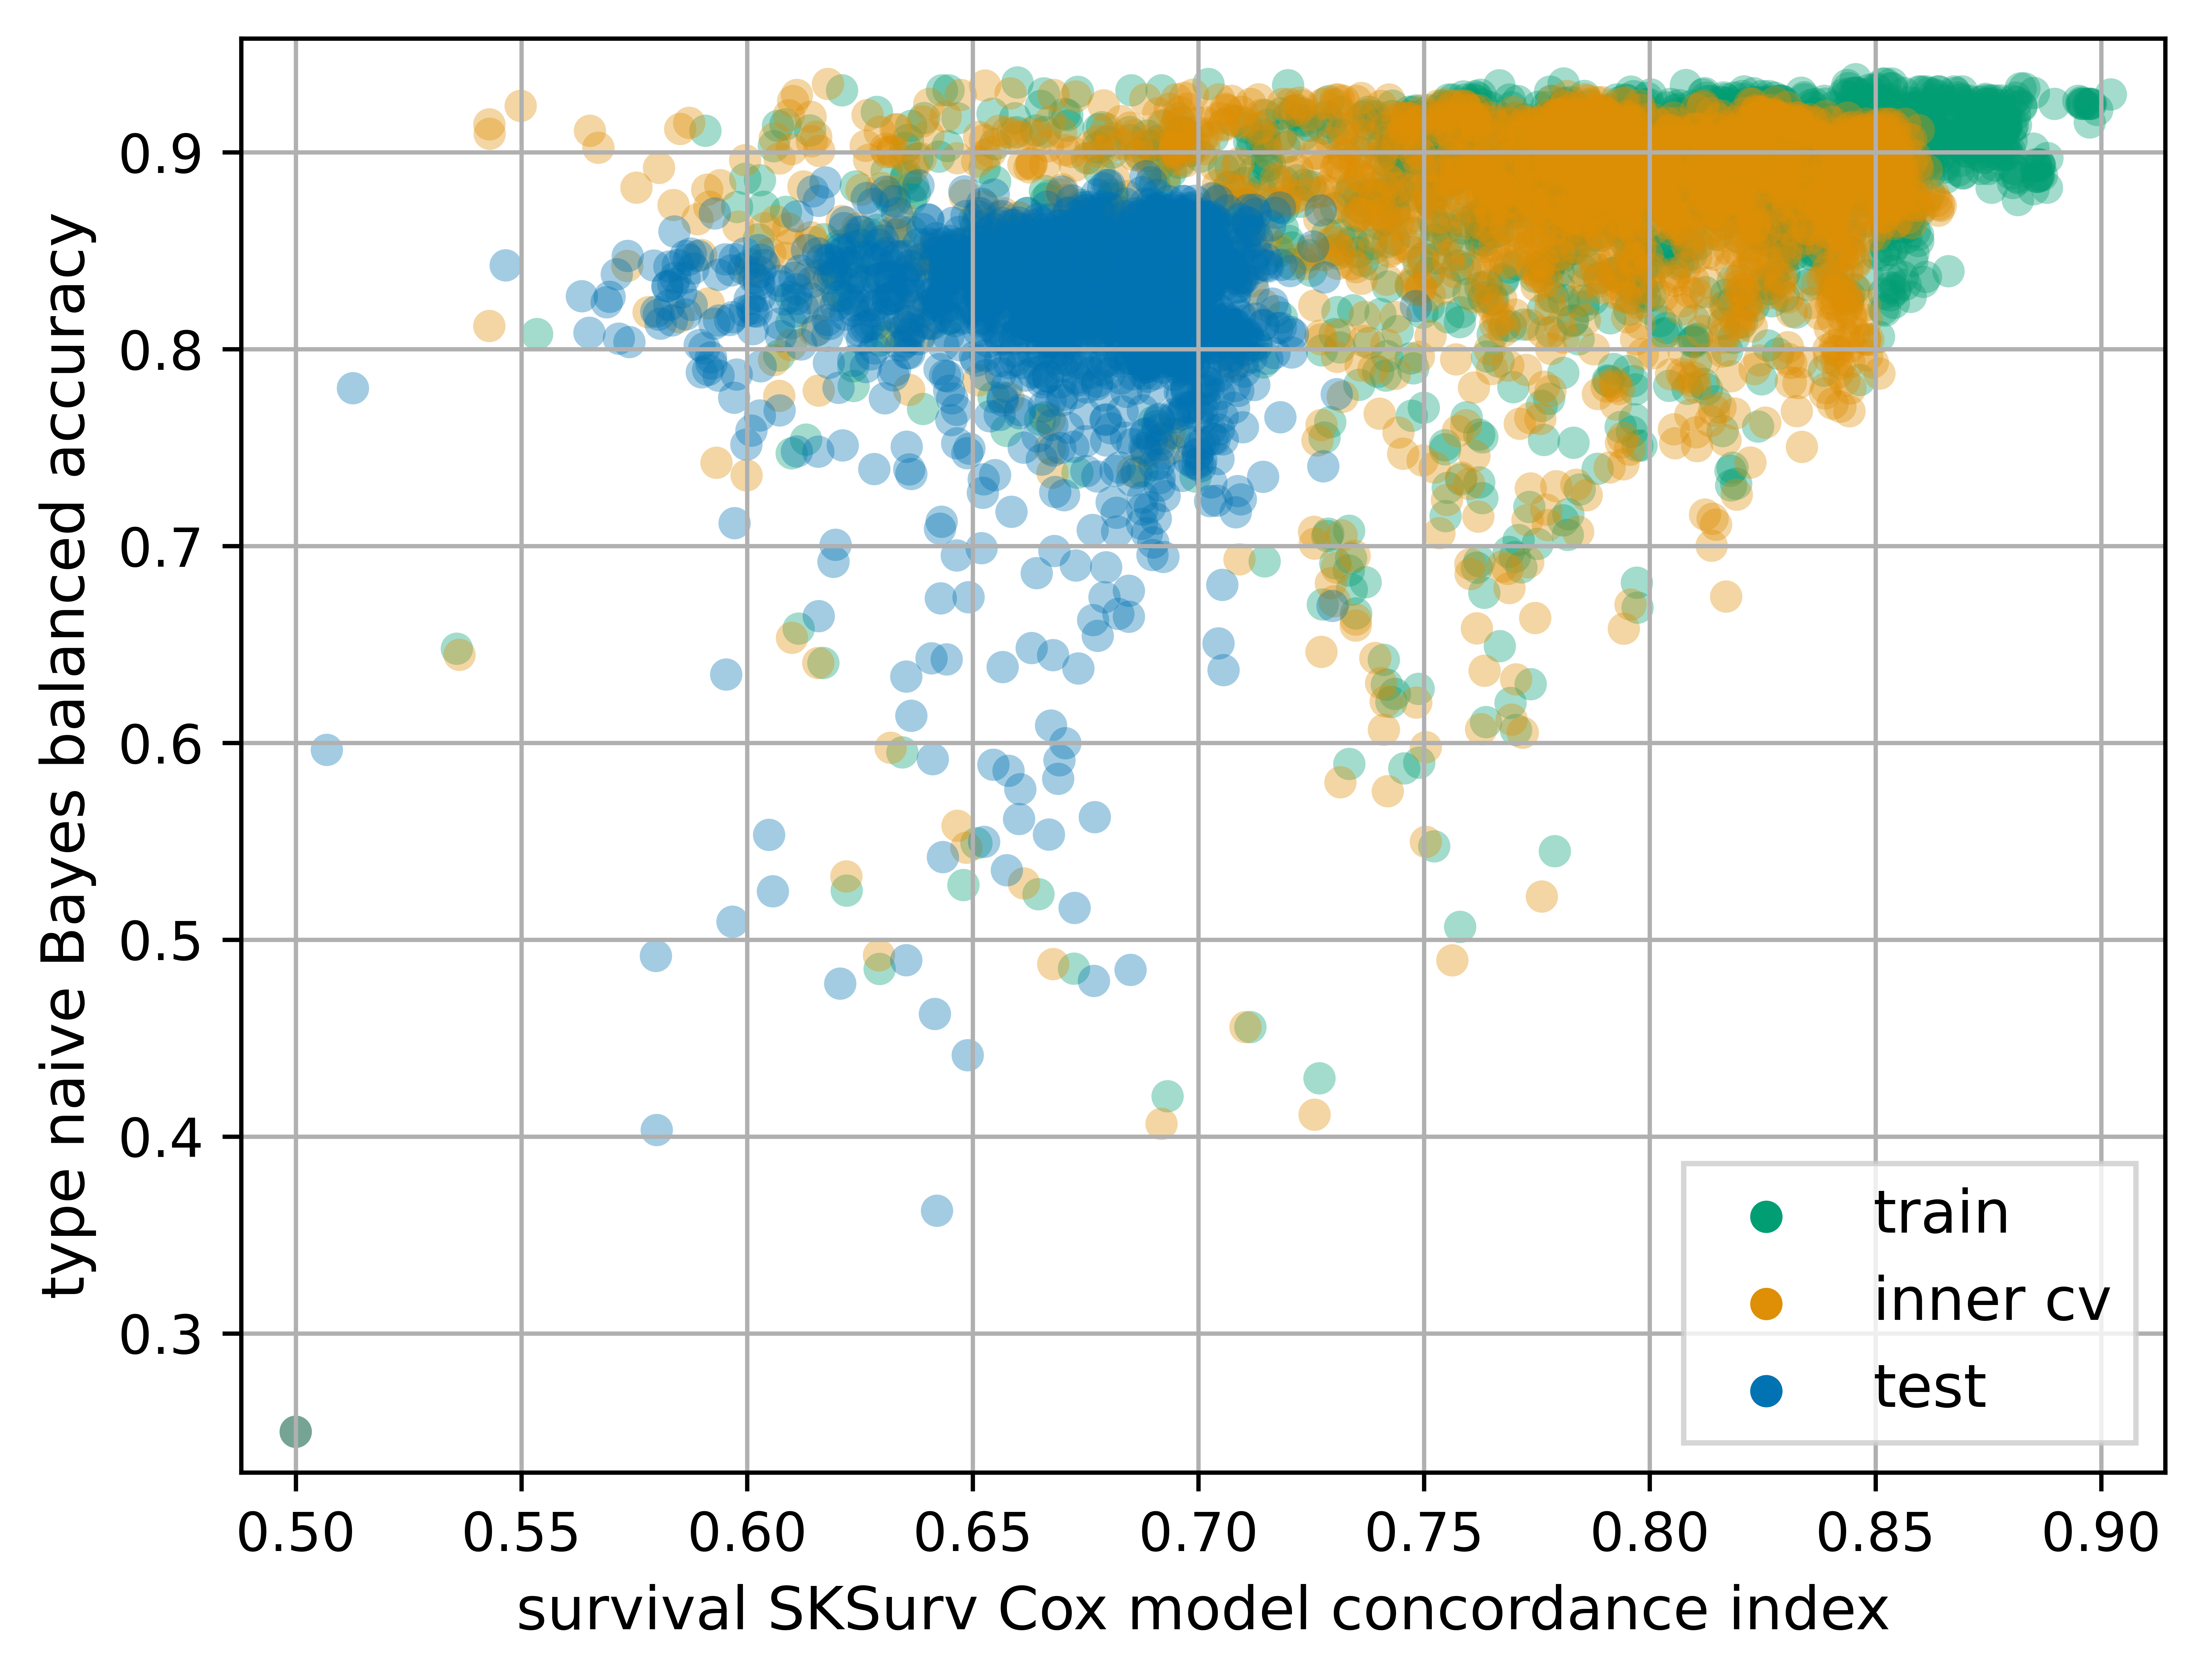 type naive Bayes balanced accuracy
0.9
0.8
0.7
0.6
0.5
0.4
0.3
train
inner cv
test
0.50 0.55 0.60 0.65 0.70 0.75 0.80 0.85 0.90
survival SKSurv Cox model concordance index